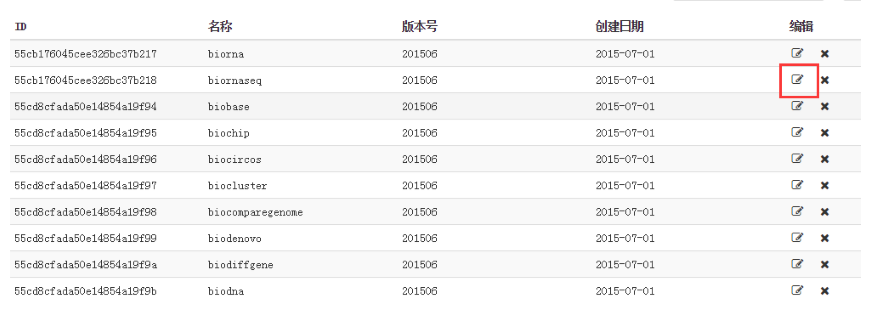 ID 名称 版本号 创建日期 编辑
55cb176045cee326bc37b217 biorna 201506 2015-07-01
55cb176045cee326bc37b218 biornaseq 201506 2015-07-01
55cd8cfada50e14854a19f94 biobase 201506 2015-07-01
55cd8cfada50e14854a19f95 biochip 201506 2015-07-01
55cd8cfada50e14854a19f96 biocircos 201506 2015-07-01
55cd8cfada50e14854a19f97 biocluster 201506 2015-07-01
55cd8cfada50e14854a19f98 biocomparegenome 201506 2015-07-01
55cd8cfada50e14854a19f99 biodenovo 201506 2015-07-01
55cd8cfada50e14854a19f9a biodiffgene 201506 2015-07-01
55cd8cfada50e14854a19f9b biodna 201506 2015-07-01